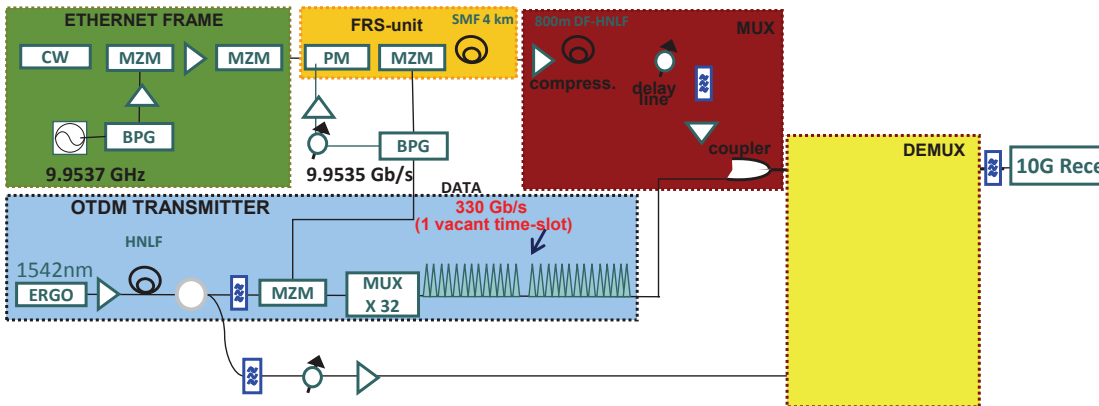 ETHERNET FRAME
CW
MZM
MZM
BPG
9.9537 GHz
FRS-unit
SMF 4 km
PM
MZM
BPG
9.9535 Gb/s
800m DF-HNLF
MUX
compress.
delay
line
coupler
DEMUX
10G Rece
DATA
OTDM TRANSMITTER
330 Gb/s
(1 vacant time-slot)
HNLF
1542nm
ERGO
MZM
MUX
X 32